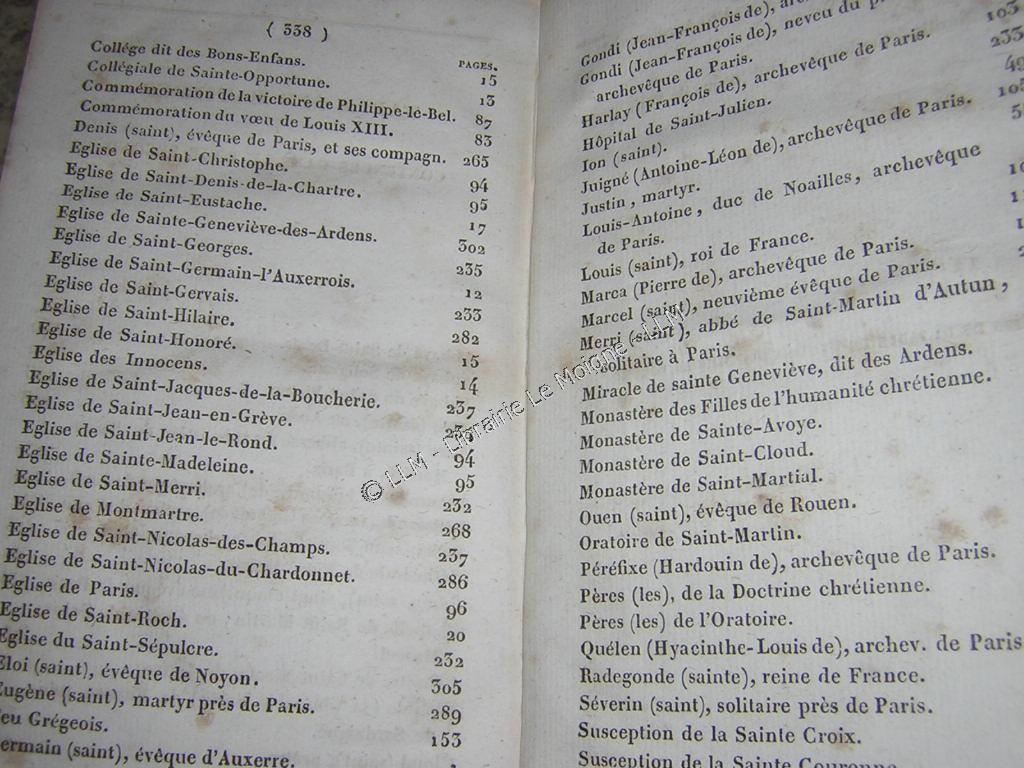 ( 338 )
PAGES.
Collége dit des Bons-Enfans. 15
Collégiale de Sainte-Opportune. 13
Commémoration de la victoire de Philippe-le-Bel. 87
Commémoration du vœu de Louis XIII. 83
Denis (saint), évêque de Paris, et ses compagn. 265
Eglise de Saint-Christophe. 94
Eglise de Saint-Denis-de-la-Chartre. 95
Eglise de Saint-Eustache. 17
Eglise de Sainte-Geneviève-des-Ardens. 302
Eglise de Saint-Georges. 235
Eglise de Saint-Germain-l'Auxerrois. 12
Eglise de Saint-Gervais. 233
Eglise de Saint-Hilaire. 282
Eglise de Saint-Honoré. 15
Eglise des Innocens. 14
Eglise de Saint-Jacques-de-la-Boucherie. 237
Eglise de Saint-Jean-en-Grève.
Eglise de Saint-Jean-le-Rond. 94
Eglise de Sainte-Madeleine. 95
Eglise de Saint-Merri. 232
Eglise de Montmartre. 268
Eglise de Saint-Nicolas-des-Champs. 237
Eglise de Saint-Nicolas-du-Chardonnet. 286
Eglise de Paris. 96
Eglise de Saint-Roch. 20
Eglise du Saint-Sépulcre. 232
Eloi (saint), évêque de Noyon. 305
Eugène (saint), martyr près de Paris. 289
eu Grégeois. 153
ermain (saint), évêque d'Auxerre.
Gondi (Jean-François de),
Gondi (Jean-François de), neveu du
archevêque de Paris.
Harlay (François de), archevêque de Paris. 103
Hôpital de Saint-Julien. 233
Ion (saint). 49
Juigné (Antoine-Léon de), archevêque de Paris.
Justin, martyr.
Louis-Antoine, duc de Noailles, archevêque
de Paris.
Louis (saint), roi de France.
Marca (Pierre de), archevêque de Paris.
Marcel (saint), neuvième évêque de Paris.
Merri (saint), abbé de Saint-Martin d'Autun,
solitaire à Paris.
Miracle de sainte Geneviève, dit des Ardens.
Monastère des Filles de l'humanité chrétienne.
Monastère de Sainte-Avoye.
Monastère de Saint-Cloud.
Monastère de Saint-Martial.
Ouen (saint), évêque de Rouen.
Oratoire de Saint-Martin.
Péréfixe (Hardouin de), archevêque de Paris.
Pères (les), de la Doctrine chrétienne.
Pères (les) de l'Oratoire.
Quélen (Hyacinthe-Louis de), archev. de Paris
Radegonde (sainte), reine de France.
Séverin (saint), solitaire près de Paris.
Susception de la Sainte Croix.
Susception de la Sainte Couronne
© LLM - Librairie Le Moigne - LLM